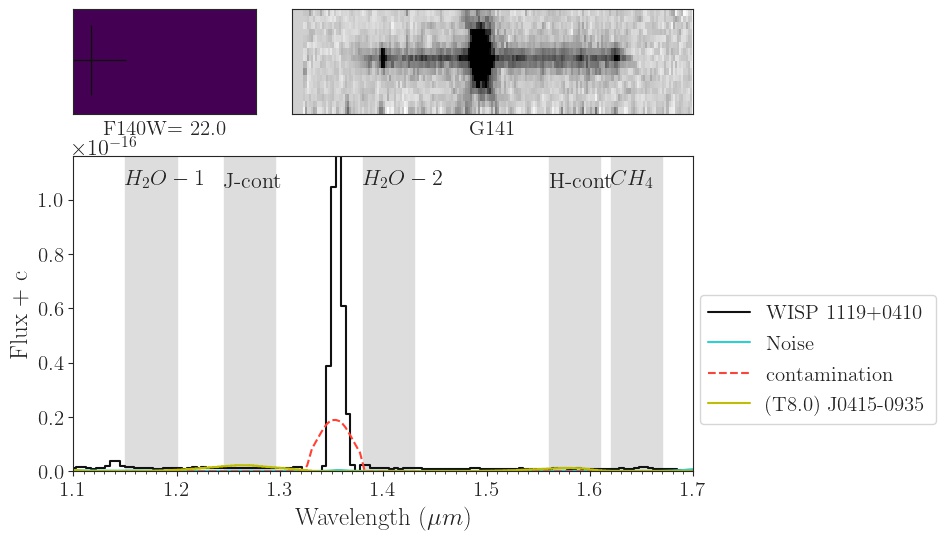 F140W= 22.0
G141
×10⁻¹⁶
H₂O − 1
J-cont
H₂O − 2
H-cont
CH₄
1.0
0.8
0.6
0.4
0.2
0.0
Flux + c
1.1
1.2
1.3
1.4
1.5
1.6
1.7
Wavelength (μm)
WISP 1119+0410
Noise
contamination
(T8.0) J0415-0935